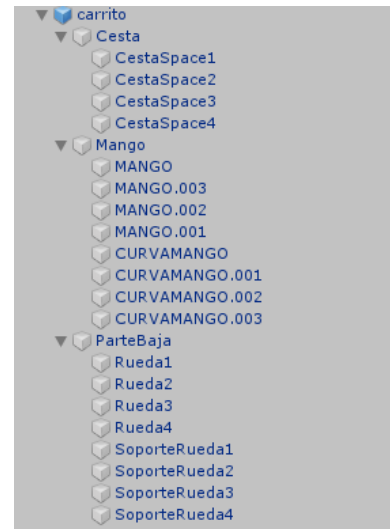 carrito
Cesta
CestaSpace1
CestaSpace2
CestaSpace3
CestaSpace4
Mango
MANGO
MANGO.003
MANGO.002
MANGO.001
CURVAMANGO
CURVAMANGO.001
CURVAMANGO.002
CURVAMANGO.003
ParteBaja
Rueda1
Rueda2
Rueda3
Rueda4
SoporteRueda1
SoporteRueda2
SoporteRueda3
SoporteRueda4